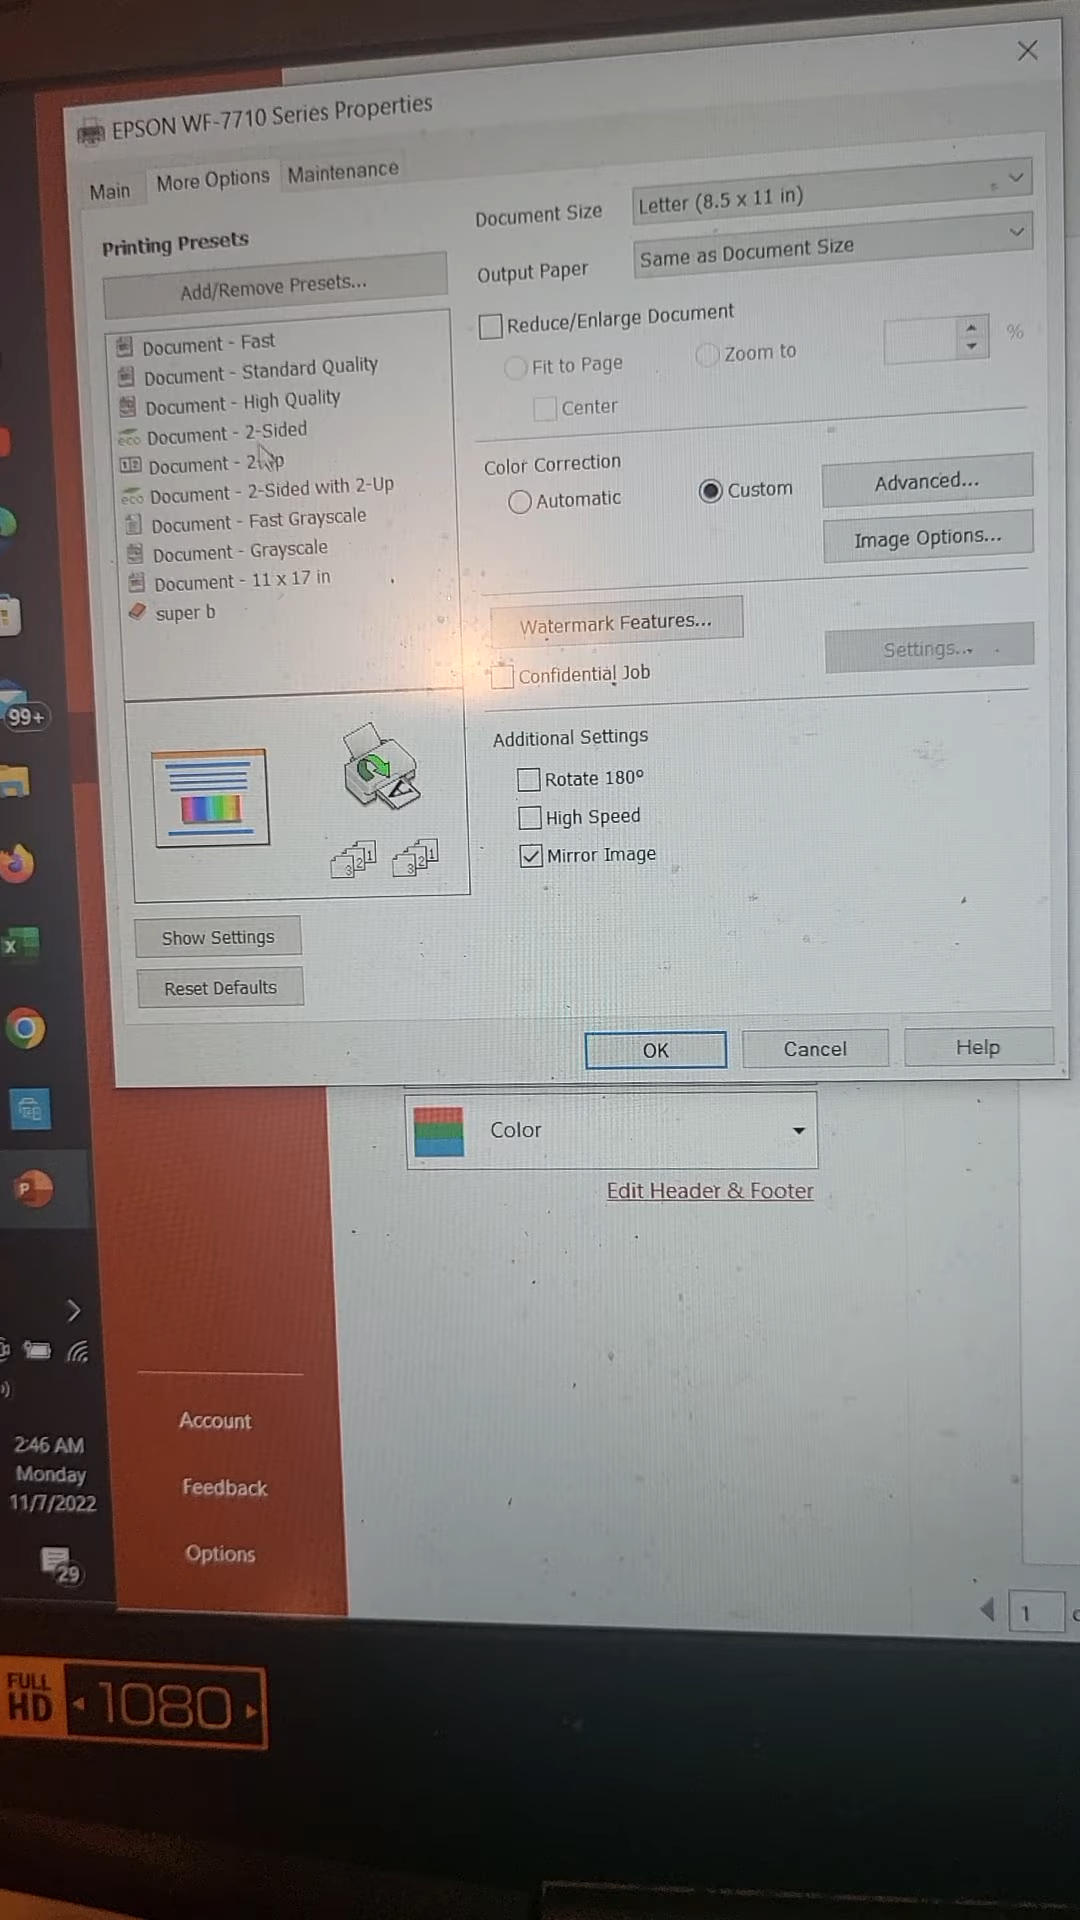 EPSON WF-7710 Series Properties
Main
More Options
Maintenance
Printing Presets
Add/Remove Presets...
Document - Fast
Document - Standard Quality
Document - High Quality
eco Document - 2-Sided
Document - 2-Up
eco Document - 2-Sided with 2-Up
Document - Fast Grayscale
Document - Grayscale
Document - 11 x 17 in
super b
Show Settings
Reset Defaults
Document Size
Letter (8.5 x 11 in)
Output Paper
Same as Document Size
Reduce/Enlarge Document
Fit to Page
Zoom to
%
Center
Color Correction
Automatic
Custom
Advanced...
Image Options...
Watermark Features...
Confidential Job
Settings...
Additional Settings
Rotate 180°
High Speed
Mirror Image
OK
Cancel
Help
Color
Edit Header & Footer
99+
Account
Feedback
Options
2:46 AM
Monday
11/7/2022
29
1
FULL
HD
1080